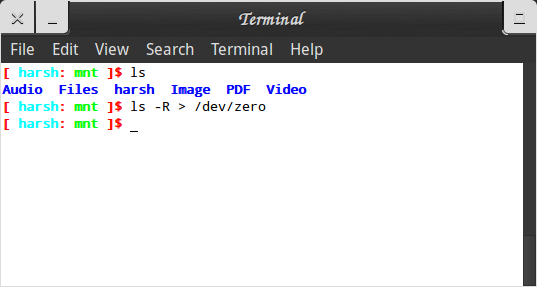 Terminal
File Edit View Search Terminal Help
[ harsh: mnt ]$ ls
Audio Files harsh Image PDF Video
[ harsh: mnt ]$ ls -R > /dev/zero
[ harsh: mnt ]$ _